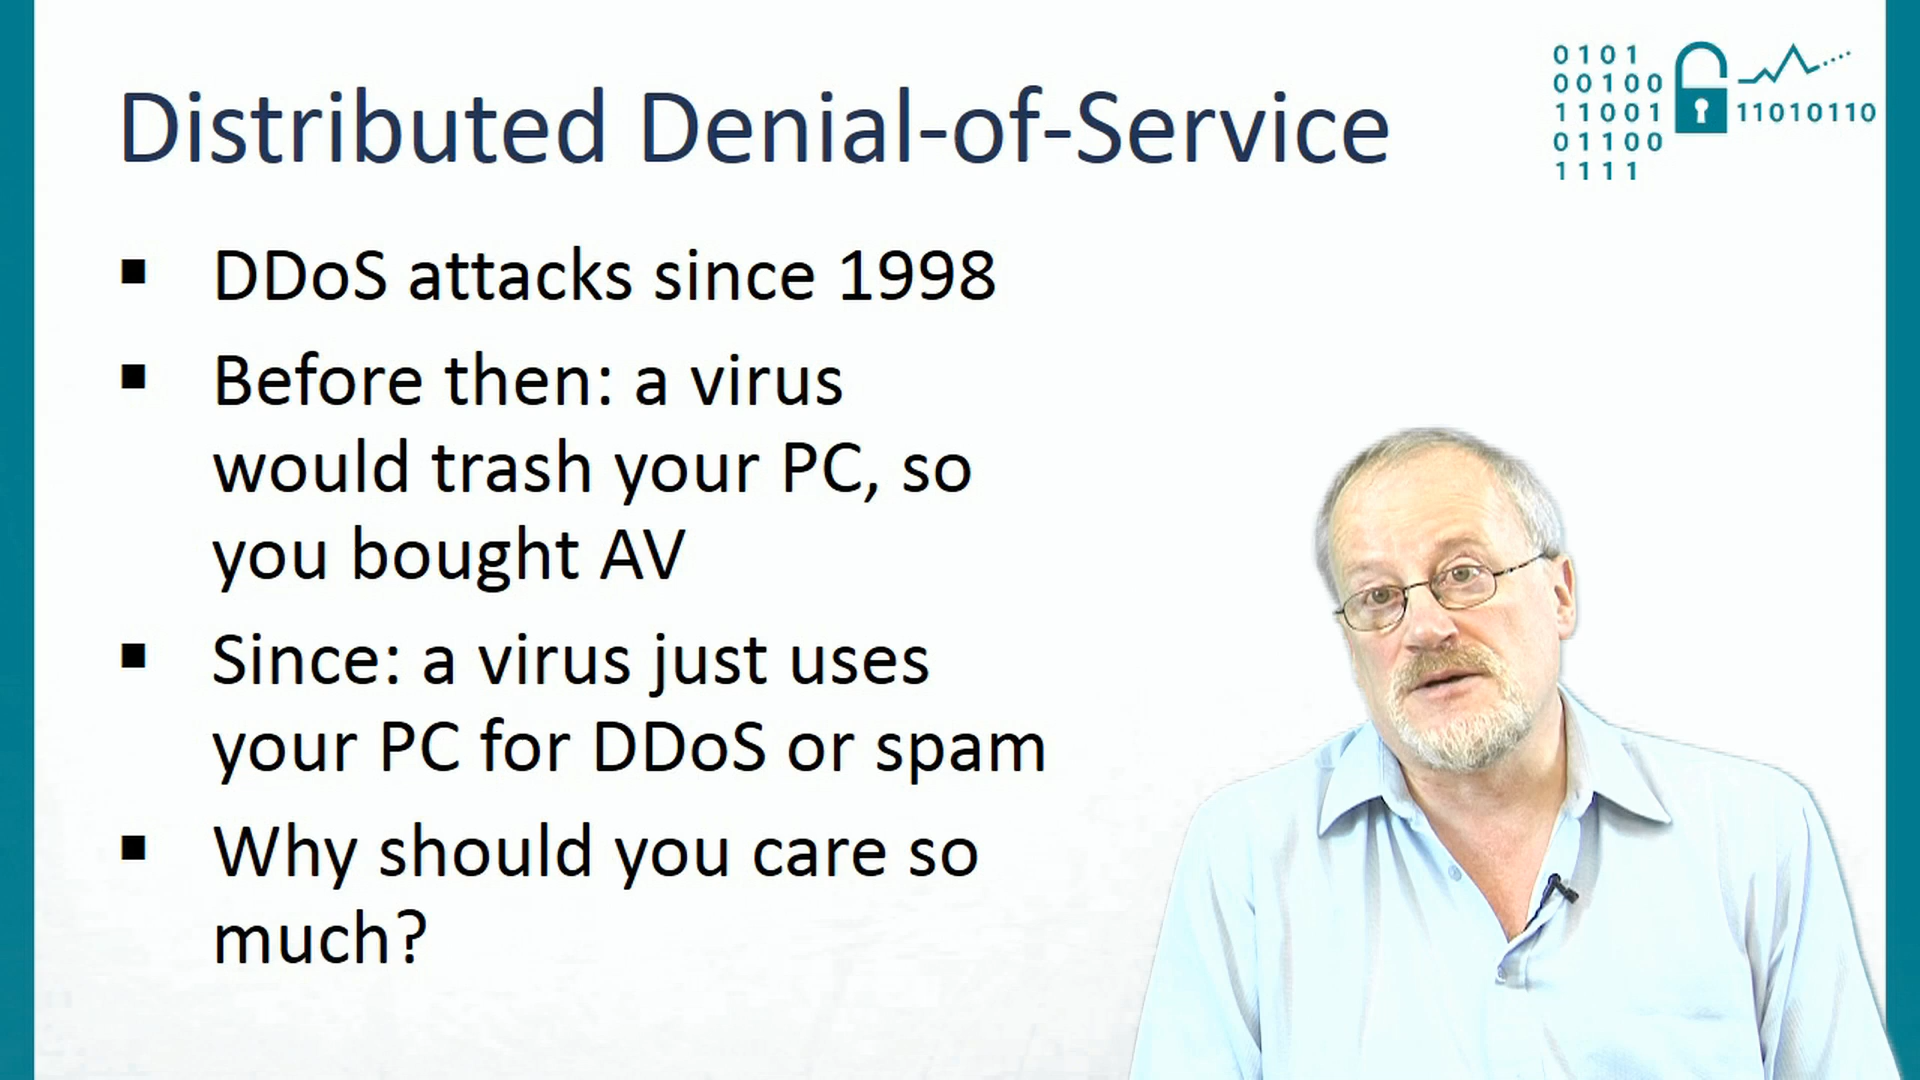 Distributed Denial-of-Service
0101
00100
11001
01100
1111
11010110
▪ DDoS attacks since 1998
▪ Before then: a virus
would trash your PC, so
you bought AV
▪ Since: a virus just uses
your PC for DDoS or spam
▪ Why should you care so
much?